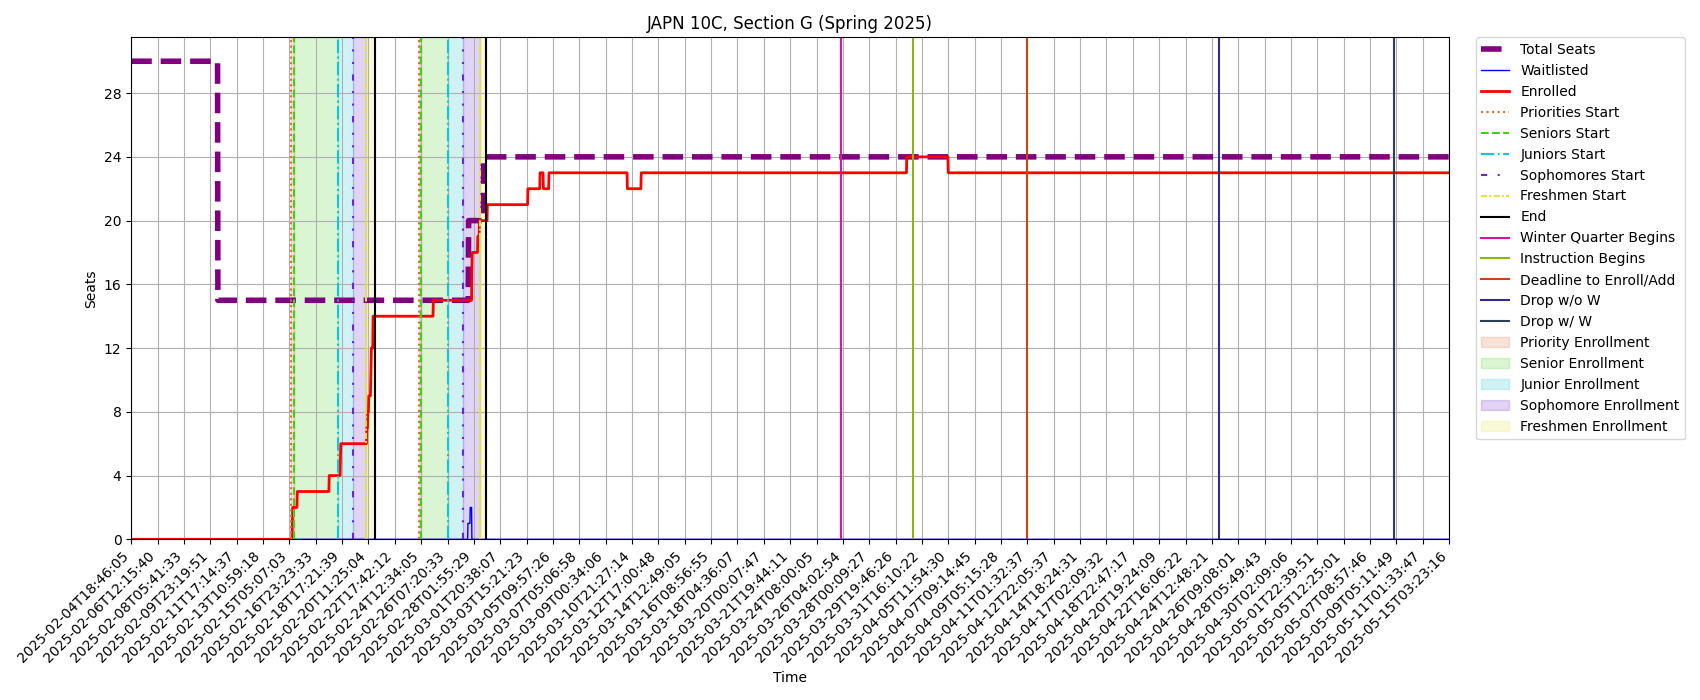 JAPN 10C, Section G (Spring 2025)
Seats
28
24
20
16
12
8
4
0
2025-02-04T18:46:05
2025-02-06T12:15:40
2025-02-08T05:41:33
2025-02-09T23:19:51
2025-02-11T17:14:37
2025-02-13T10:59:18
2025-02-15T05:07:03
2025-02-16T23:23:33
2025-02-18T17:21:39
2025-02-20T11:25:04
2025-02-22T17:42:12
2025-02-24T12:34:05
2025-02-26T07:20:33
2025-02-28T01:55:29
2025-03-01T20:38:07
2025-03-03T15:21:23
2025-03-05T09:57:26
2025-03-07T05:06:58
2025-03-09T00:34:06
2025-03-10T21:27:14
2025-03-12T17:00:48
2025-03-14T12:49:05
2025-03-16T08:56:55
2025-03-18T04:36:07
2025-03-20T00:07:47
2025-03-21T19:44:11
2025-03-24T08:00:05
2025-03-26T04:02:54
2025-03-28T00:09:27
2025-03-29T19:46:26
2025-03-31T16:10:22
2025-04-05T11:54:30
2025-04-07T09:14:45
2025-04-09T05:15:28
2025-04-11T01:32:37
2025-04-12T22:05:37
2025-04-14T18:24:31
2025-04-17T02:09:32
2025-04-18T22:47:17
2025-04-20T19:24:09
2025-04-22T16:06:22
2025-04-24T12:48:21
2025-04-26T09:08:01
2025-04-28T05:49:43
2025-04-30T02:09:06
2025-05-01T22:39:51
2025-05-05T12:25:01
2025-05-07T08:57:46
2025-05-09T05:11:49
2025-05-11T01:33:47
2025-05-15T03:23:16
Time
Total Seats
Waitlisted
Enrolled
Priorities Start
Seniors Start
Juniors Start
Sophomores Start
Freshmen Start
End
Winter Quarter Begins
Instruction Begins
Deadline to Enroll/Add
Drop w/o W
Drop w/ W
Priority Enrollment
Senior Enrollment
Junior Enrollment
Sophomore Enrollment
Freshmen Enrollment